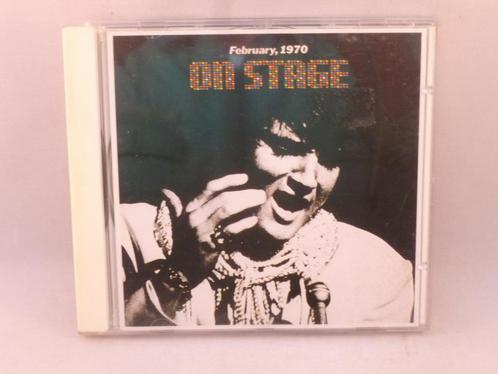 February, 1970
ON STAGE